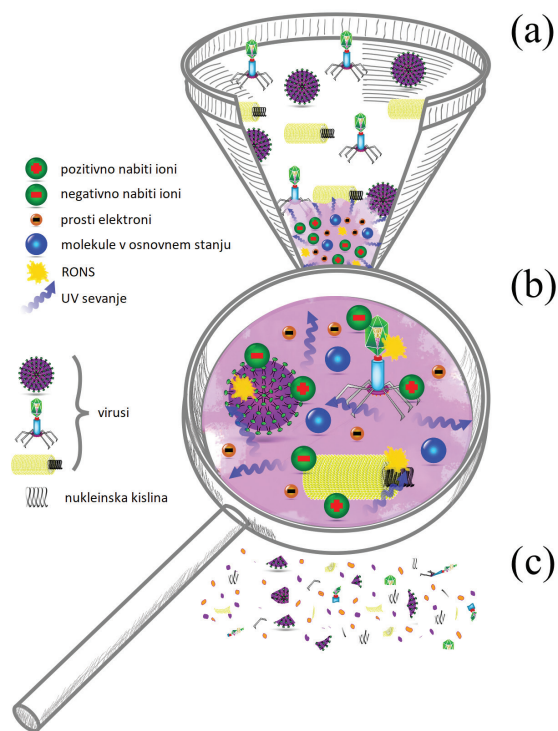 (a)
pozitivno nabiti ioni
negativno nabiti ioni
prosti elektroni
molekule v osnovnem stanju
RONS
UV sevanje
(b)
virusi
nukleinska kislina
(c)